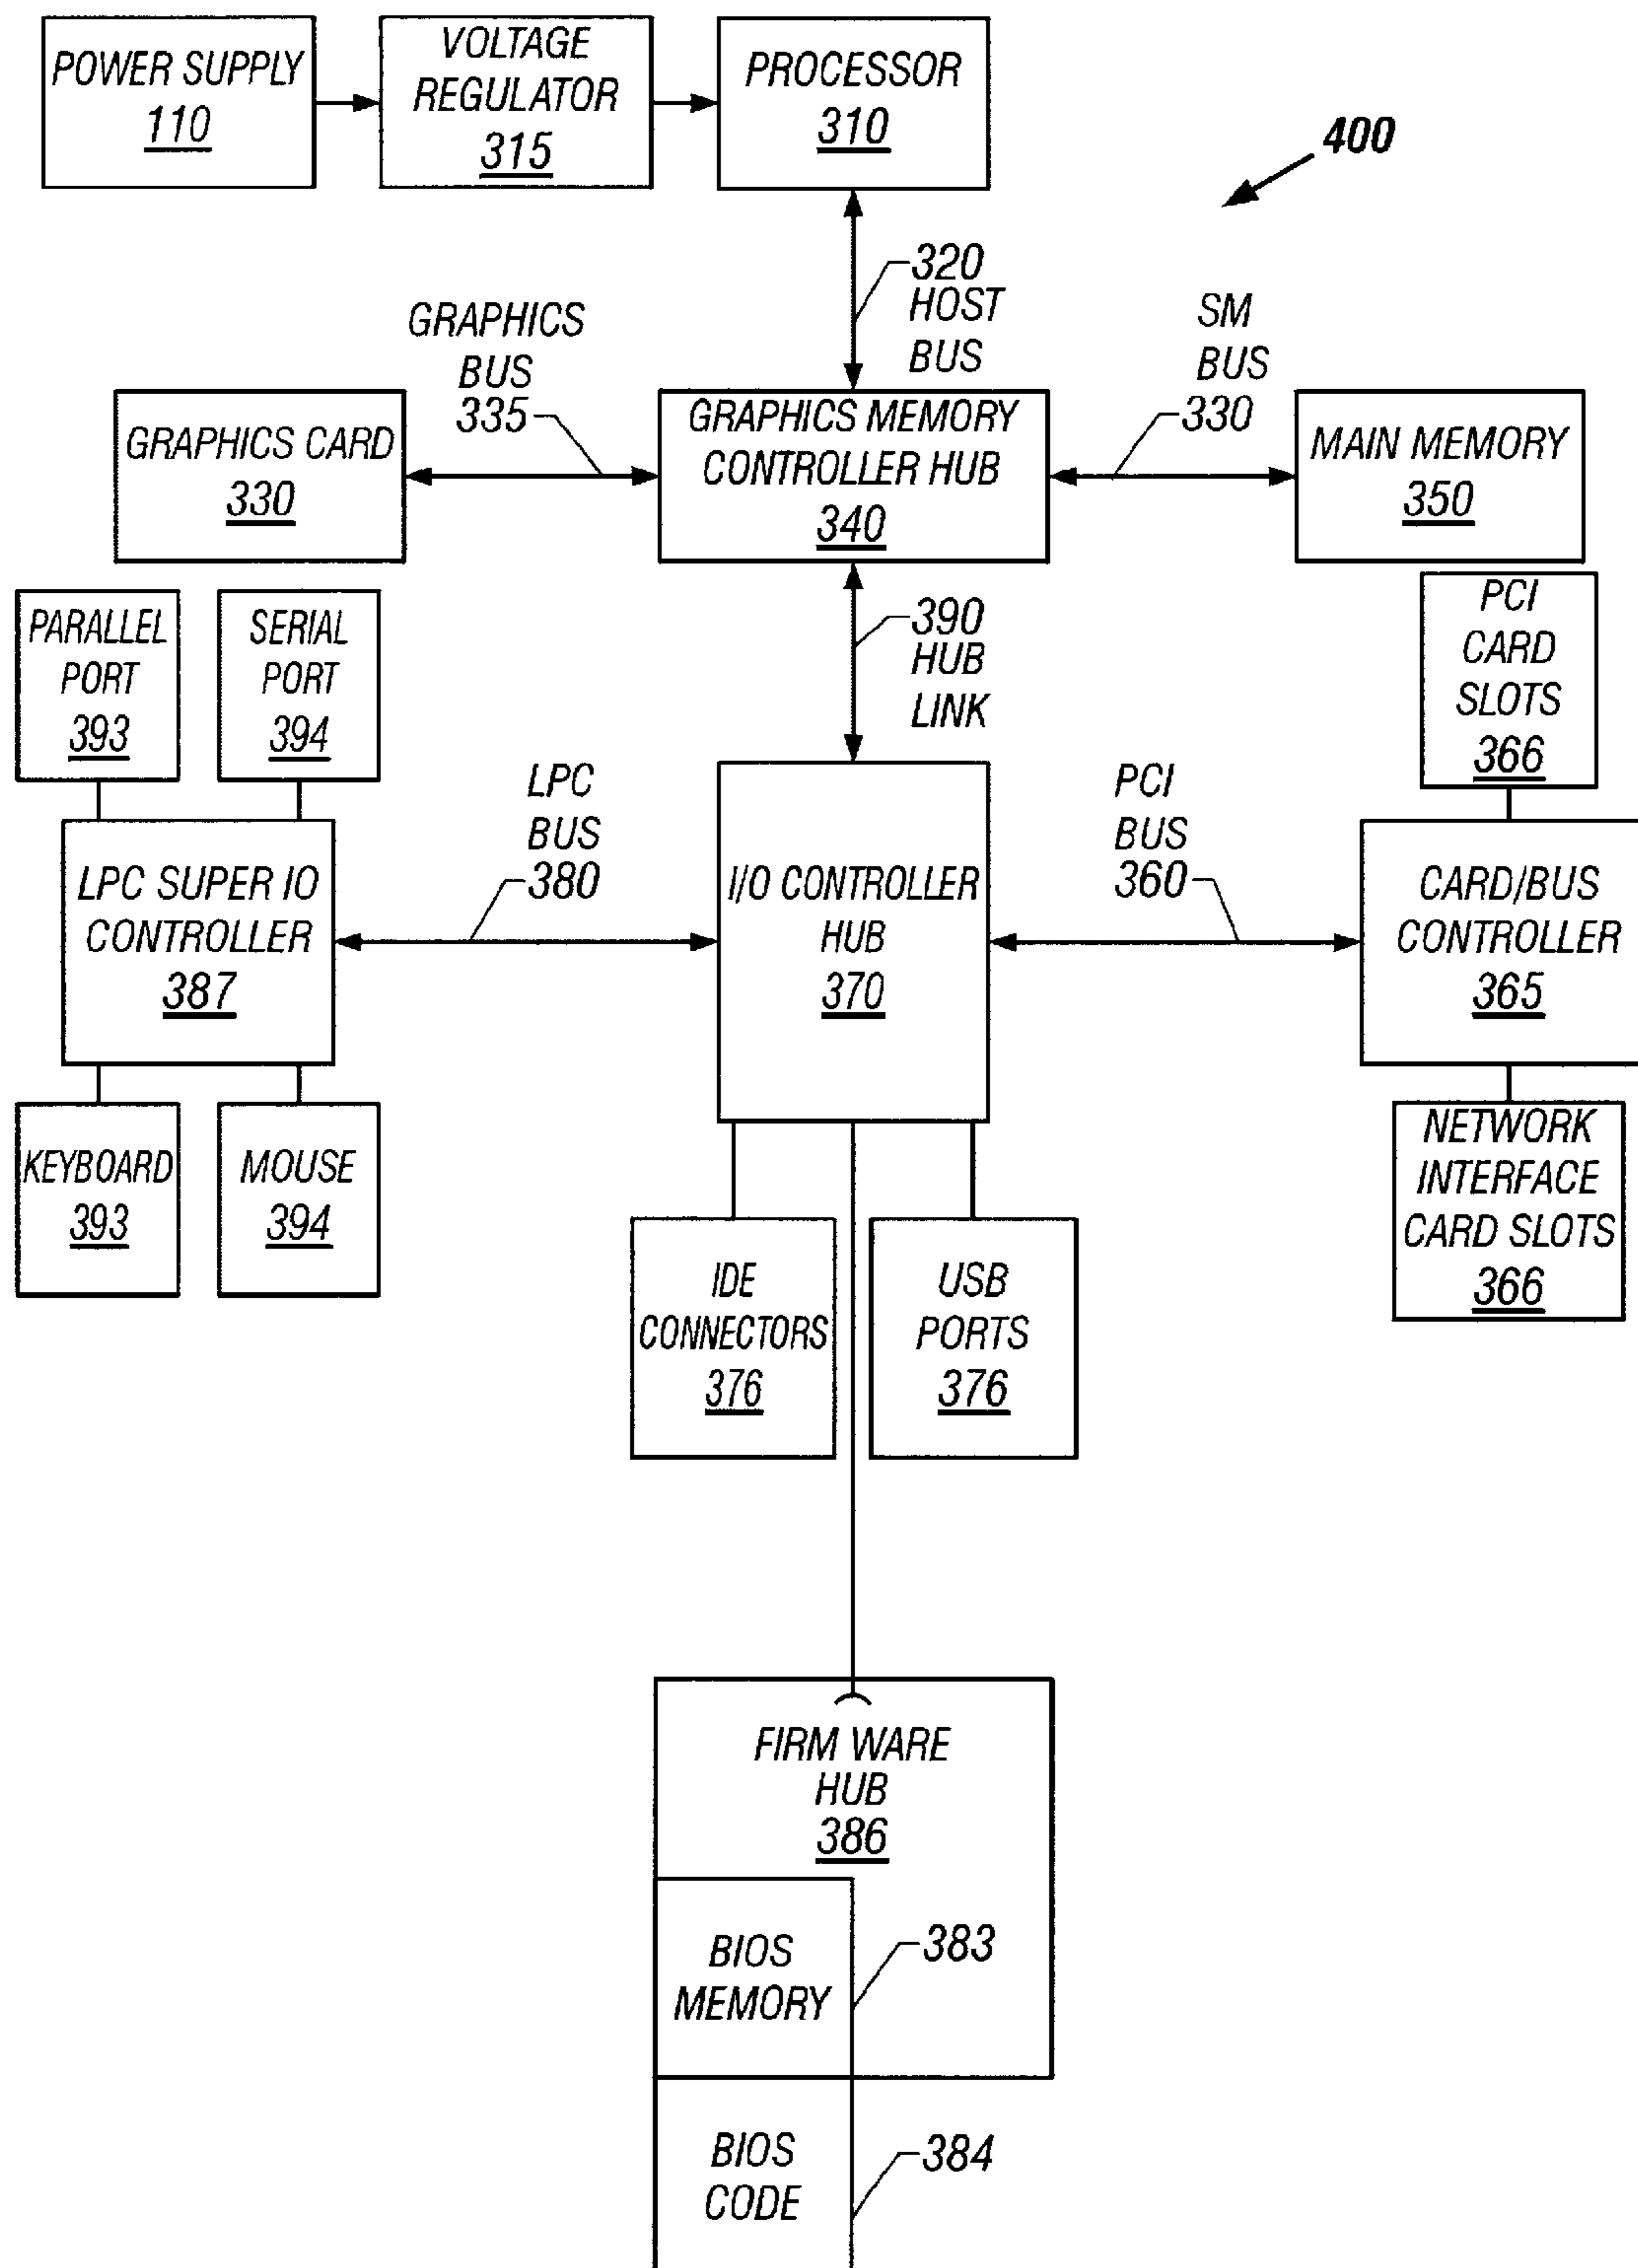 POWER SUPPLY
110
VOLTAGE
REGULATOR
315
PROCESSOR
310
400
320
HOST
BUS
GRAPHICS
BUS
335
SM
BUS
330
GRAPHICS CARD
330
GRAPHICS MEMORY
CONTROLLER HUB
340
MAIN MEMORY
350
PARALLEL
PORT
393
SERIAL
PORT
394
390
HUB
LINK
PCI
CARD
SLOTS
366
LPC
BUS
380
PCI
BUS
360
LPC SUPER IO
CONTROLLER
387
I/O CONTROLLER
HUB
370
CARD/BUS
CONTROLLER
365
KEYBOARD
393
MOUSE
394
NETWORK
INTERFACE
CARD SLOTS
366
IDE
CONNECTORS
376
USB
PORTS
376
FIRM WARE
HUB
386
BIOS
MEMORY
383
BIOS
CODE
384